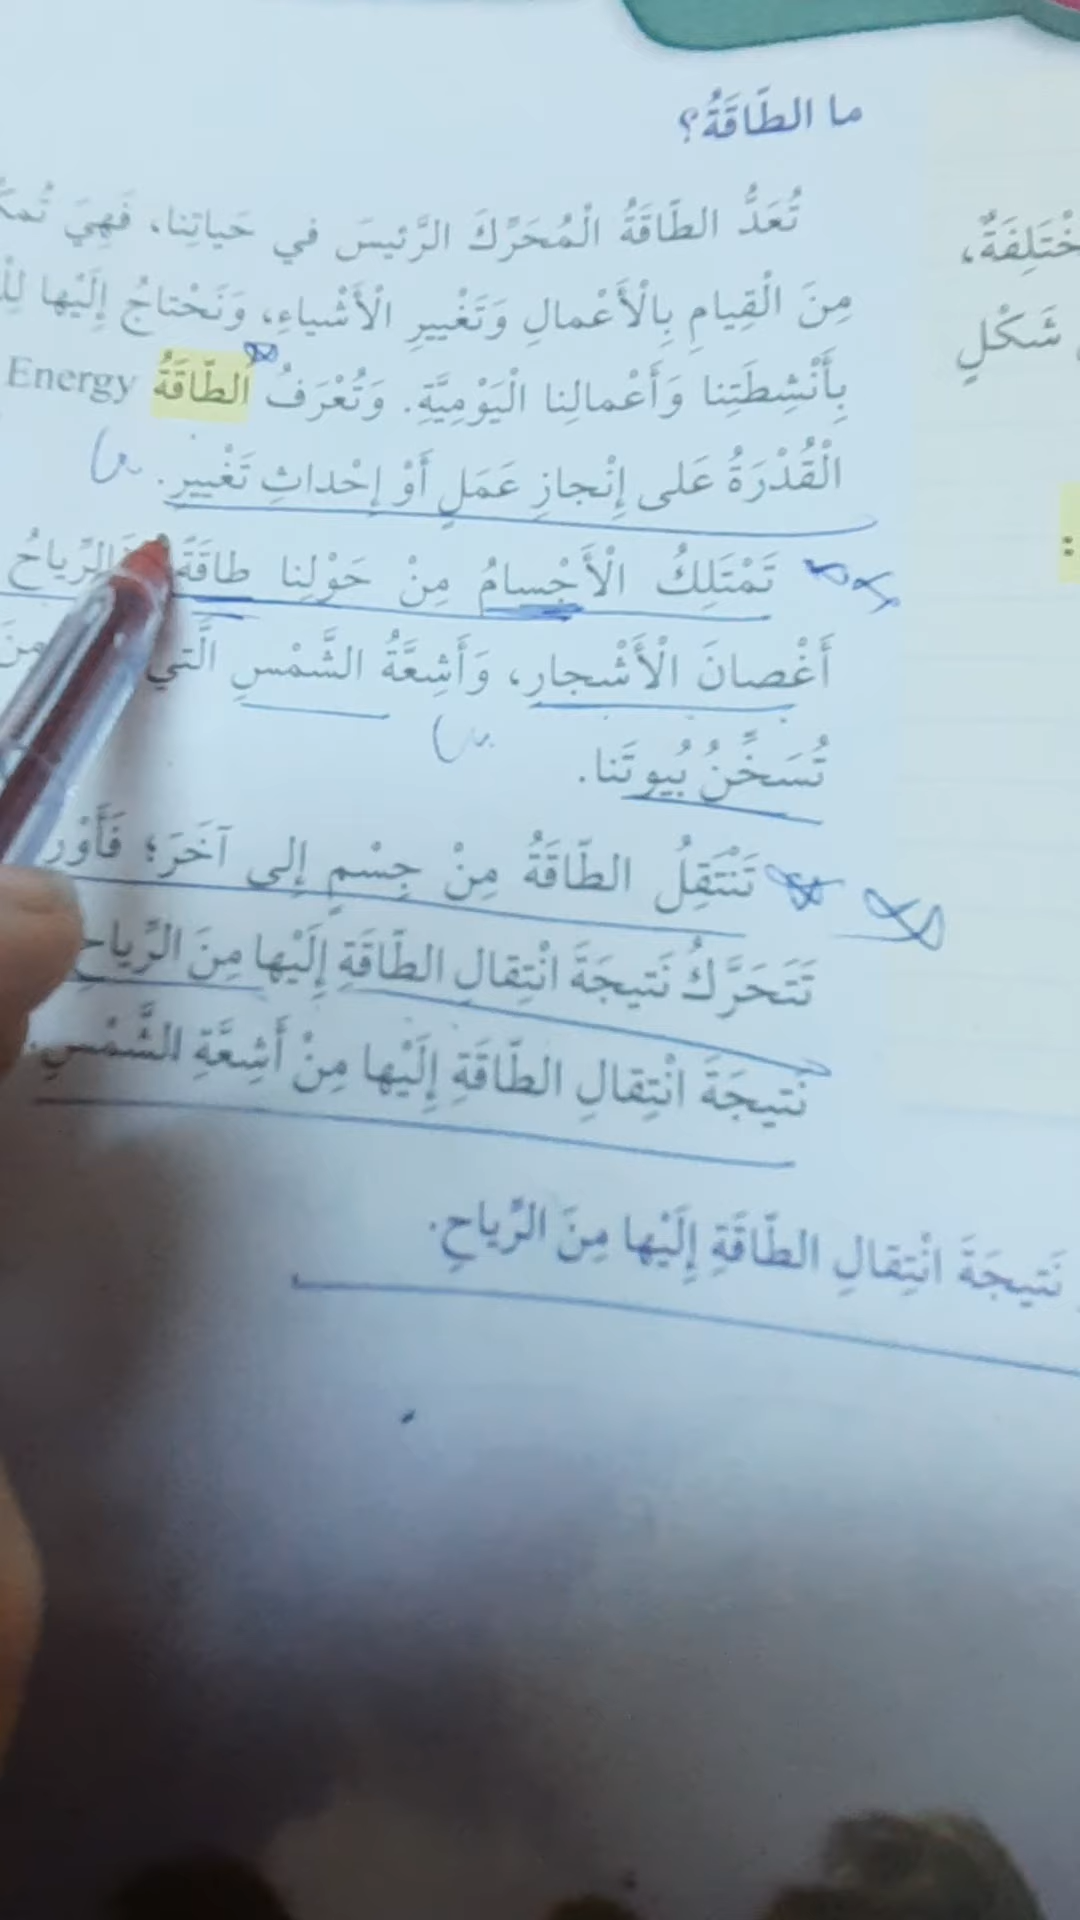 ما الطّاقَةُ؟
تُعَدُّ الطّاقَةُ الْمُحَرِّكَ الرَّئيسَ في حَياتِنا، فَهِيَ
مِنَ الْقِيامِ بِالْأَعْمالِ وَتَغْييرِ الْأَشْياءِ، وَنَحْتاجُ إِلَيْها
بِأَنْشِطَتِنا وَأَعْمالِنا الْيَوْمِيَّةِ. وَتُعْرَفُ الطّاقَةُ Energy
الْقُدْرَةُ عَلى إِنْجازِ عَمَلٍ أَوْ إِحْداثِ تَغْييرٍ.
تَمْتَلِكُ الْأَجْسامُ مِنْ حَوْلِنا طاقَةً
أَغْصانَ الْأَشْجارِ، وَأَشِعَّةُ الشَّمْسِ الَّتي
تُسَخِّنُ بُيوتَنا.
تَنْتَقِلُ الطّاقَةُ مِنْ جِسْمٍ إِلى آخَرَ؛
تَتَحَرَّكُ نَتيجَةَ انْتِقالِ الطّاقَةِ إِلَيْها مِنَ الرِّياحِ
نَتيجَةَ انْتِقالِ الطّاقَةِ إِلَيْها مِنْ أَشِعَّةِ الشَّمْسِ.
نَتيجَةَ انْتِقالِ الطّاقَةِ إِلَيْها مِنَ الرِّياحِ.
شَكْلٍ